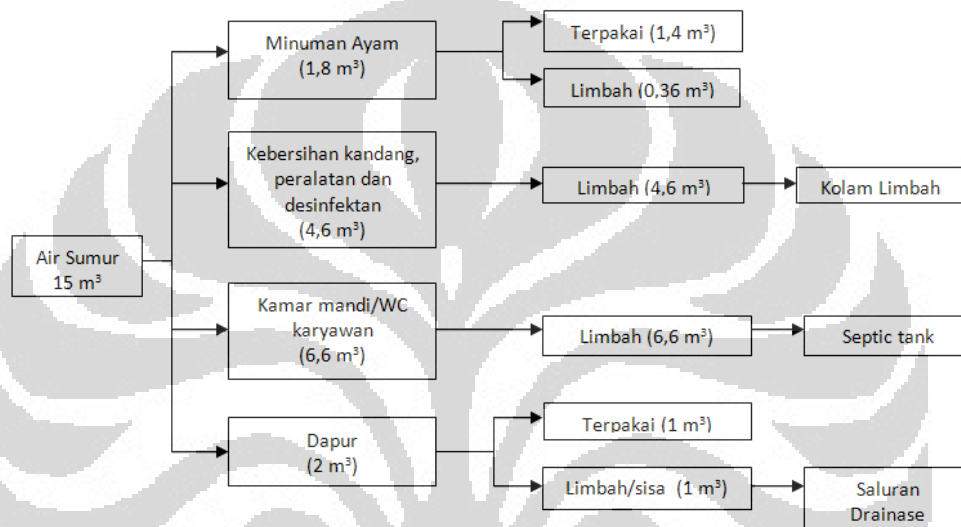 Minuman Ayam
(1,8 m³)
Terpakai (1,4 m³)
Limbah (0,36 m³)
Kebersihan kandang,
peralatan dan
desinfektan
(4,6 m³)
Limbah (4,6 m³)
Kolam Limbah
Air Sumur
15 m³
Kamar mandi/WC
karyawan
(6,6 m³)
Limbah (6,6 m³)
Septic tank
Dapur
(2 m³)
Terpakai (1 m³)
Limbah/sisa (1 m³)
Saluran
Drainase